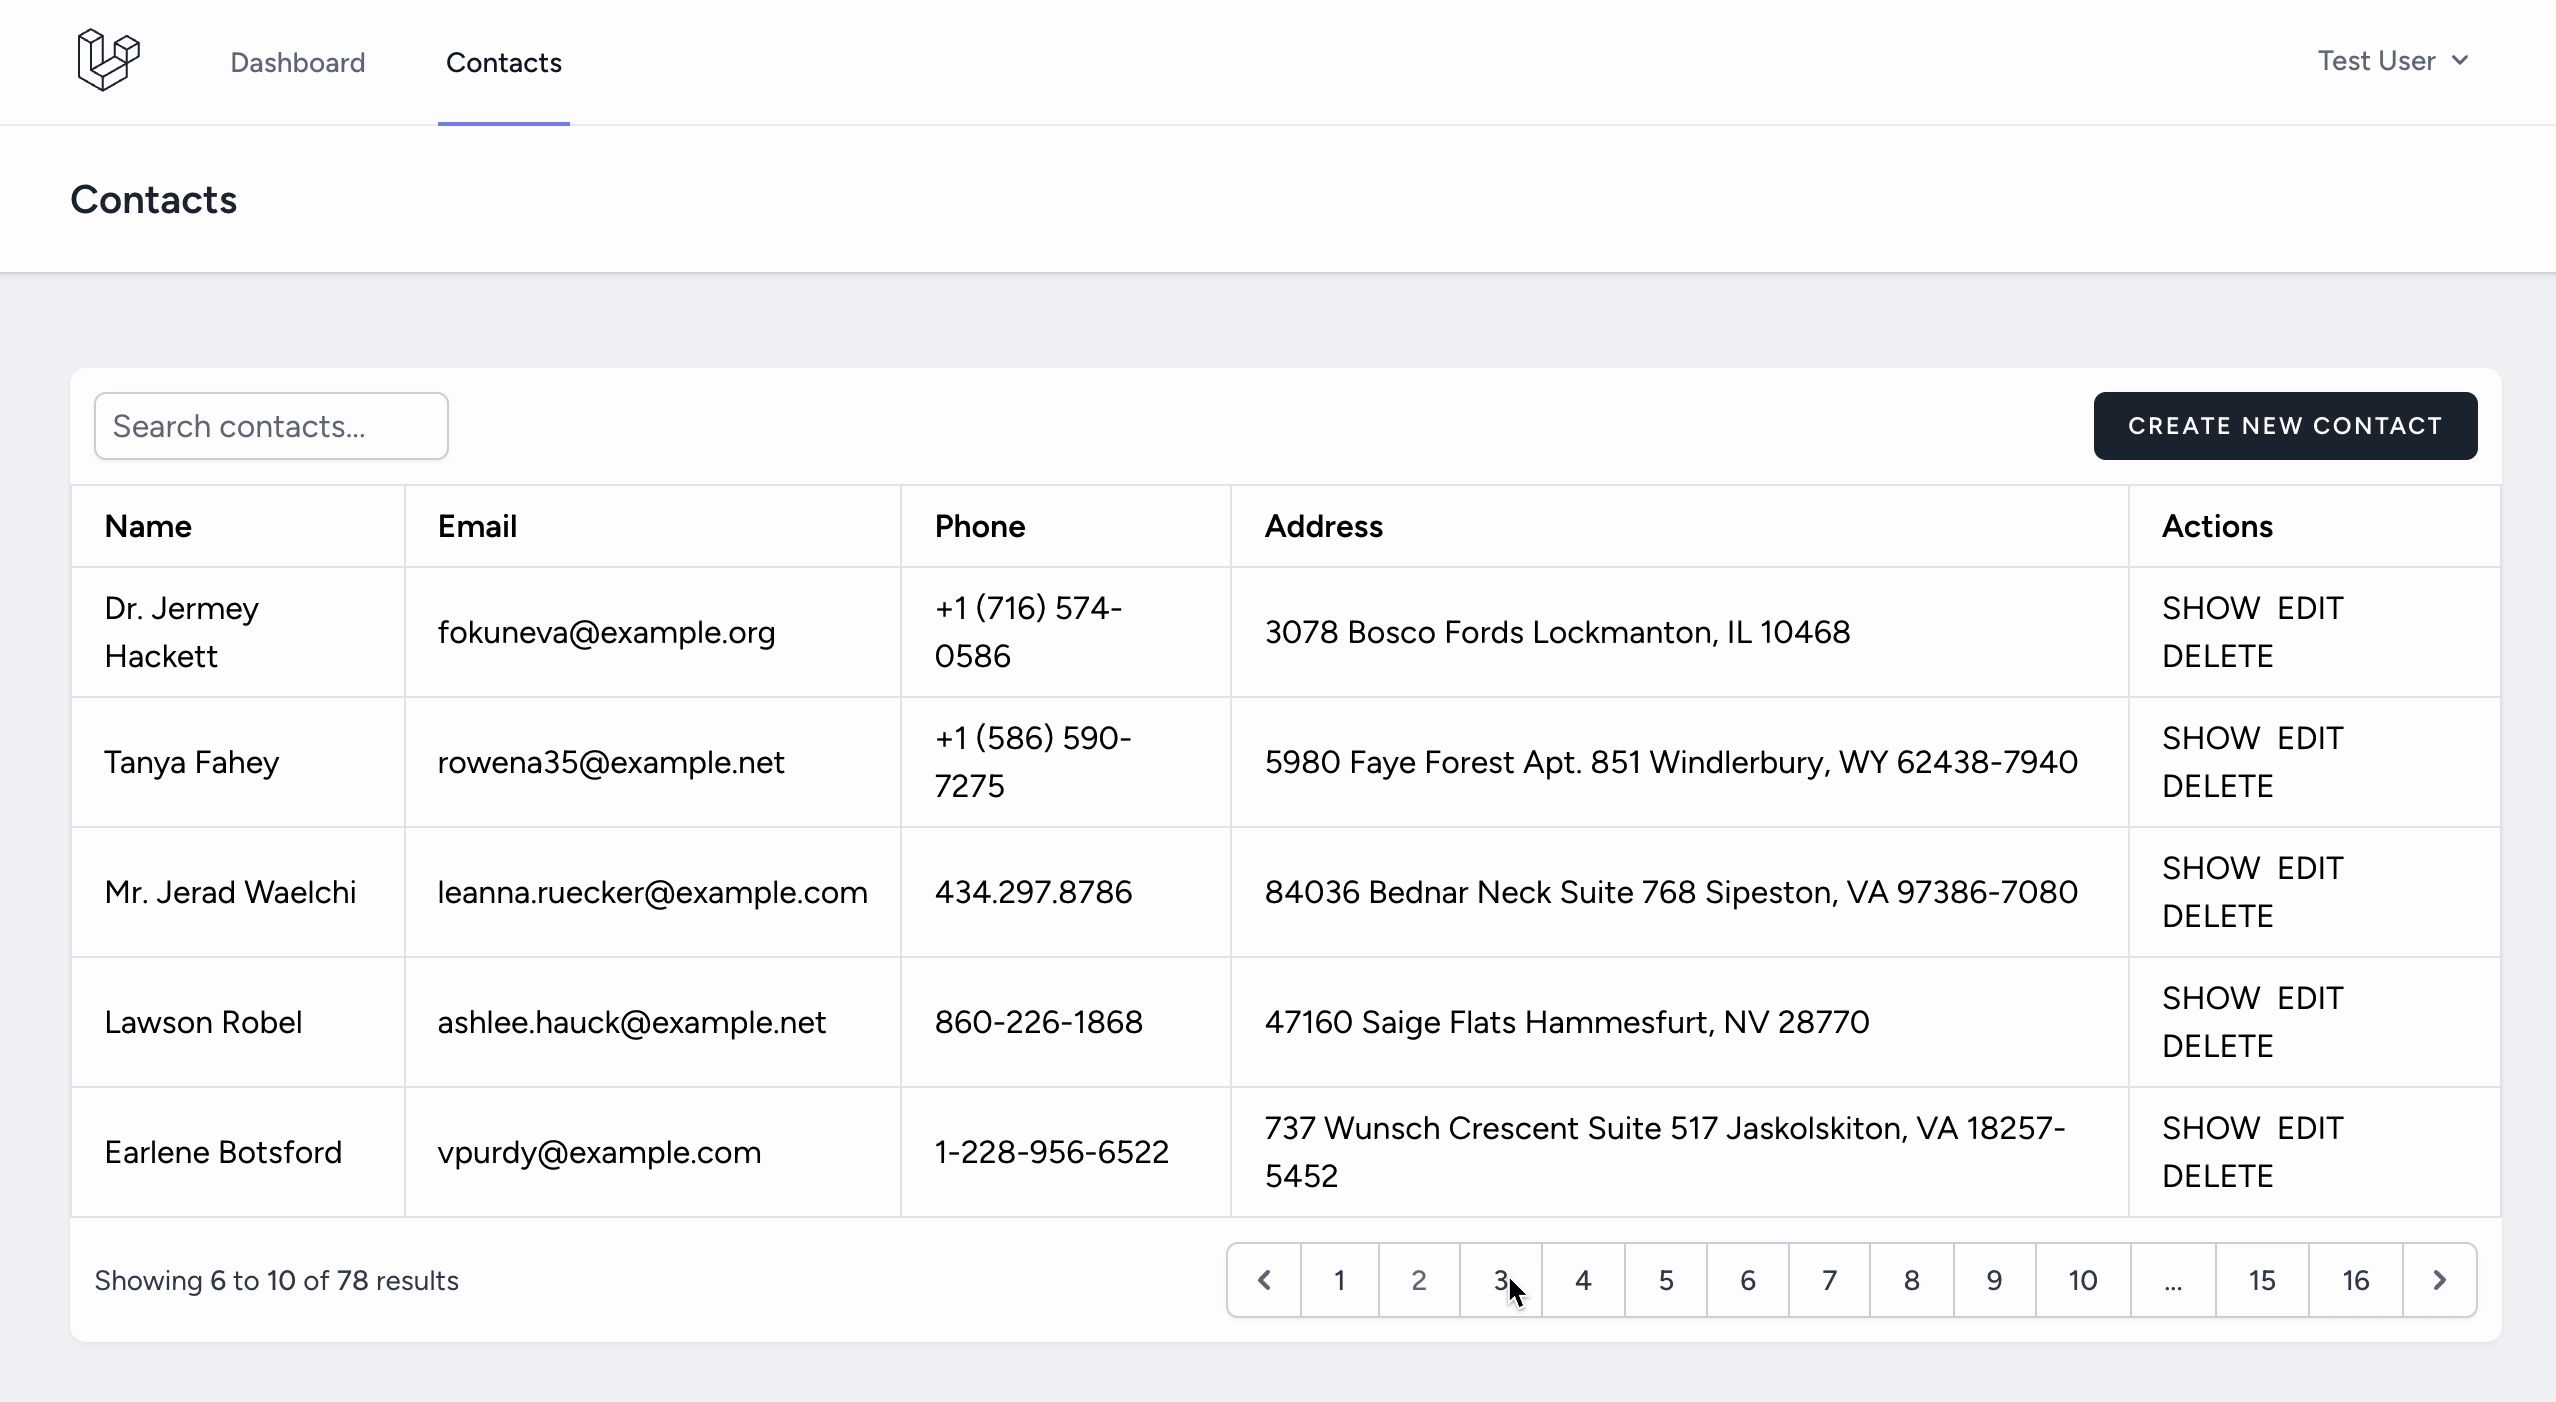 Dashboard Contacts Test User
Contacts
Search contacts... CREATE NEW CONTACT
Name Email Phone Address Actions
Dr. Jermey
Hackett
fokuneva@example.org
+1 (716) 574-
0586
3078 Bosco Fords Lockmanton, IL 10468
SHOW EDIT
DELETE
Tanya Fahey
rowena35@example.net
+1 (586) 590-
7275
5980 Faye Forest Apt. 851 Windlerbury, WY 62438-7940
SHOW EDIT
DELETE
Mr. Jerad Waelchi
leanna.ruecker@example.com
434.297.8786
84036 Bednar Neck Suite 768 Sipeston, VA 97386-7080
SHOW EDIT
DELETE
Lawson Robel
ashlee.hauck@example.net
860-226-1868
47160 Saige Flats Hammesfurt, NV 28770
SHOW EDIT
DELETE
Earlene Botsford
vpurdy@example.com
1-228-956-6522
737 Wunsch Crescent Suite 517 Jaskolskiton, VA 18257-
5452
SHOW EDIT
DELETE
Showing 6 to 10 of 78 results
1 2 3 4 5 6 7 8 9 10 ... 15 16